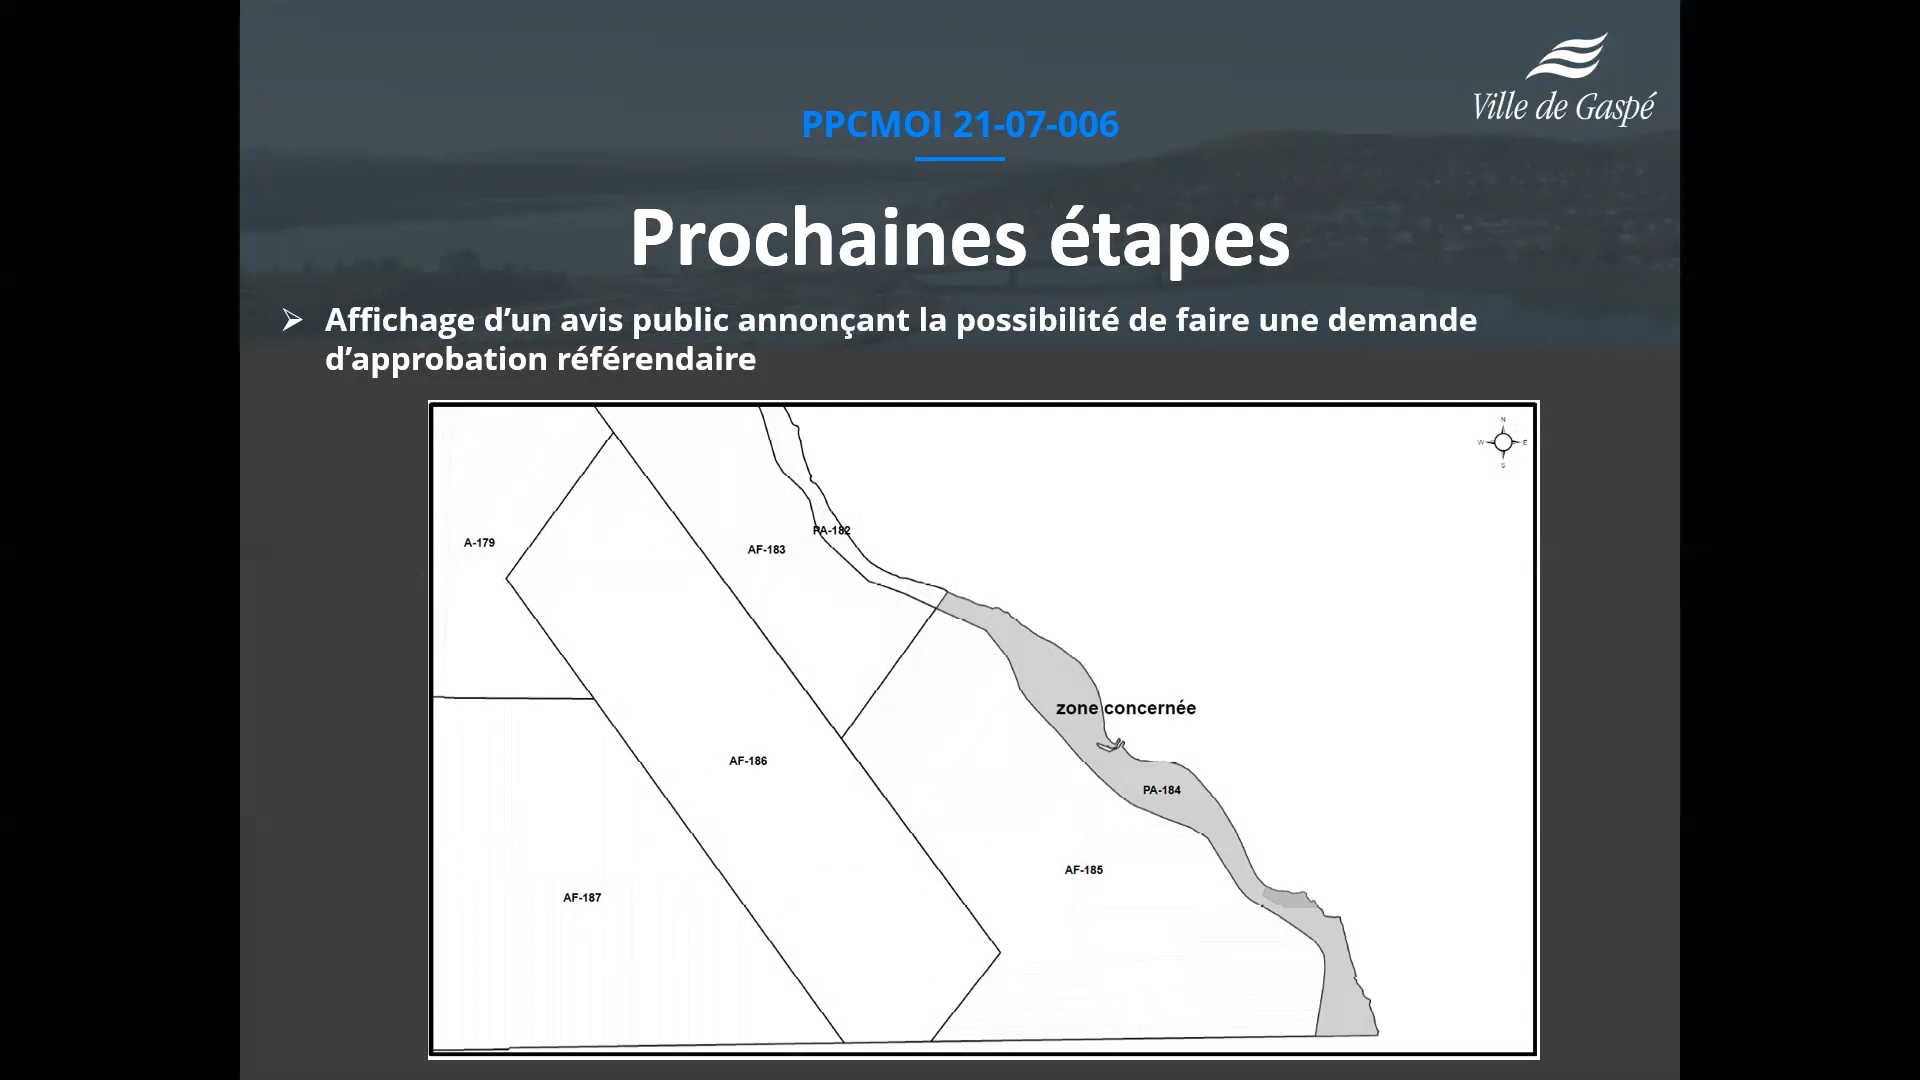 Ville de Gaspé
PPCMOI 21-07-006
Prochaines étapes
Affichage d’un avis public annonçant la possibilité de faire une demande
d’approbation référendaire
N
W E
S
PA-182
A-179
AF-183
zone concernée
AF-186
PA-184
AF-185
AF-187